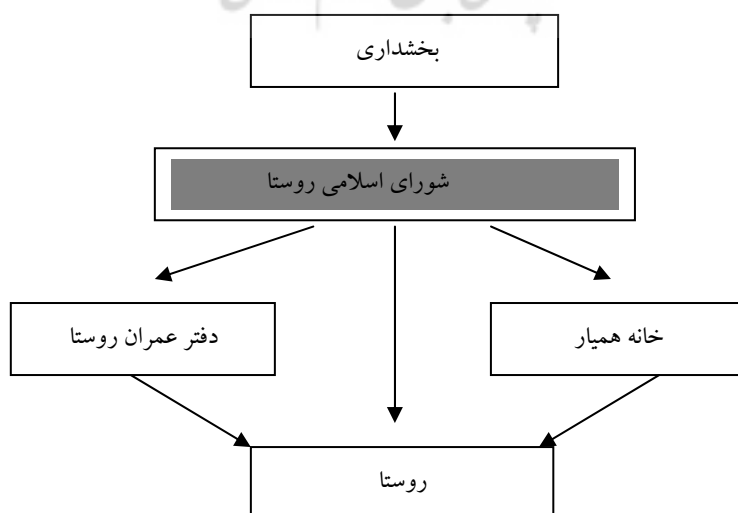 بخشداری
شورای اسلامی روستا
خانه همیار
دفتر عمران روستا
روستا